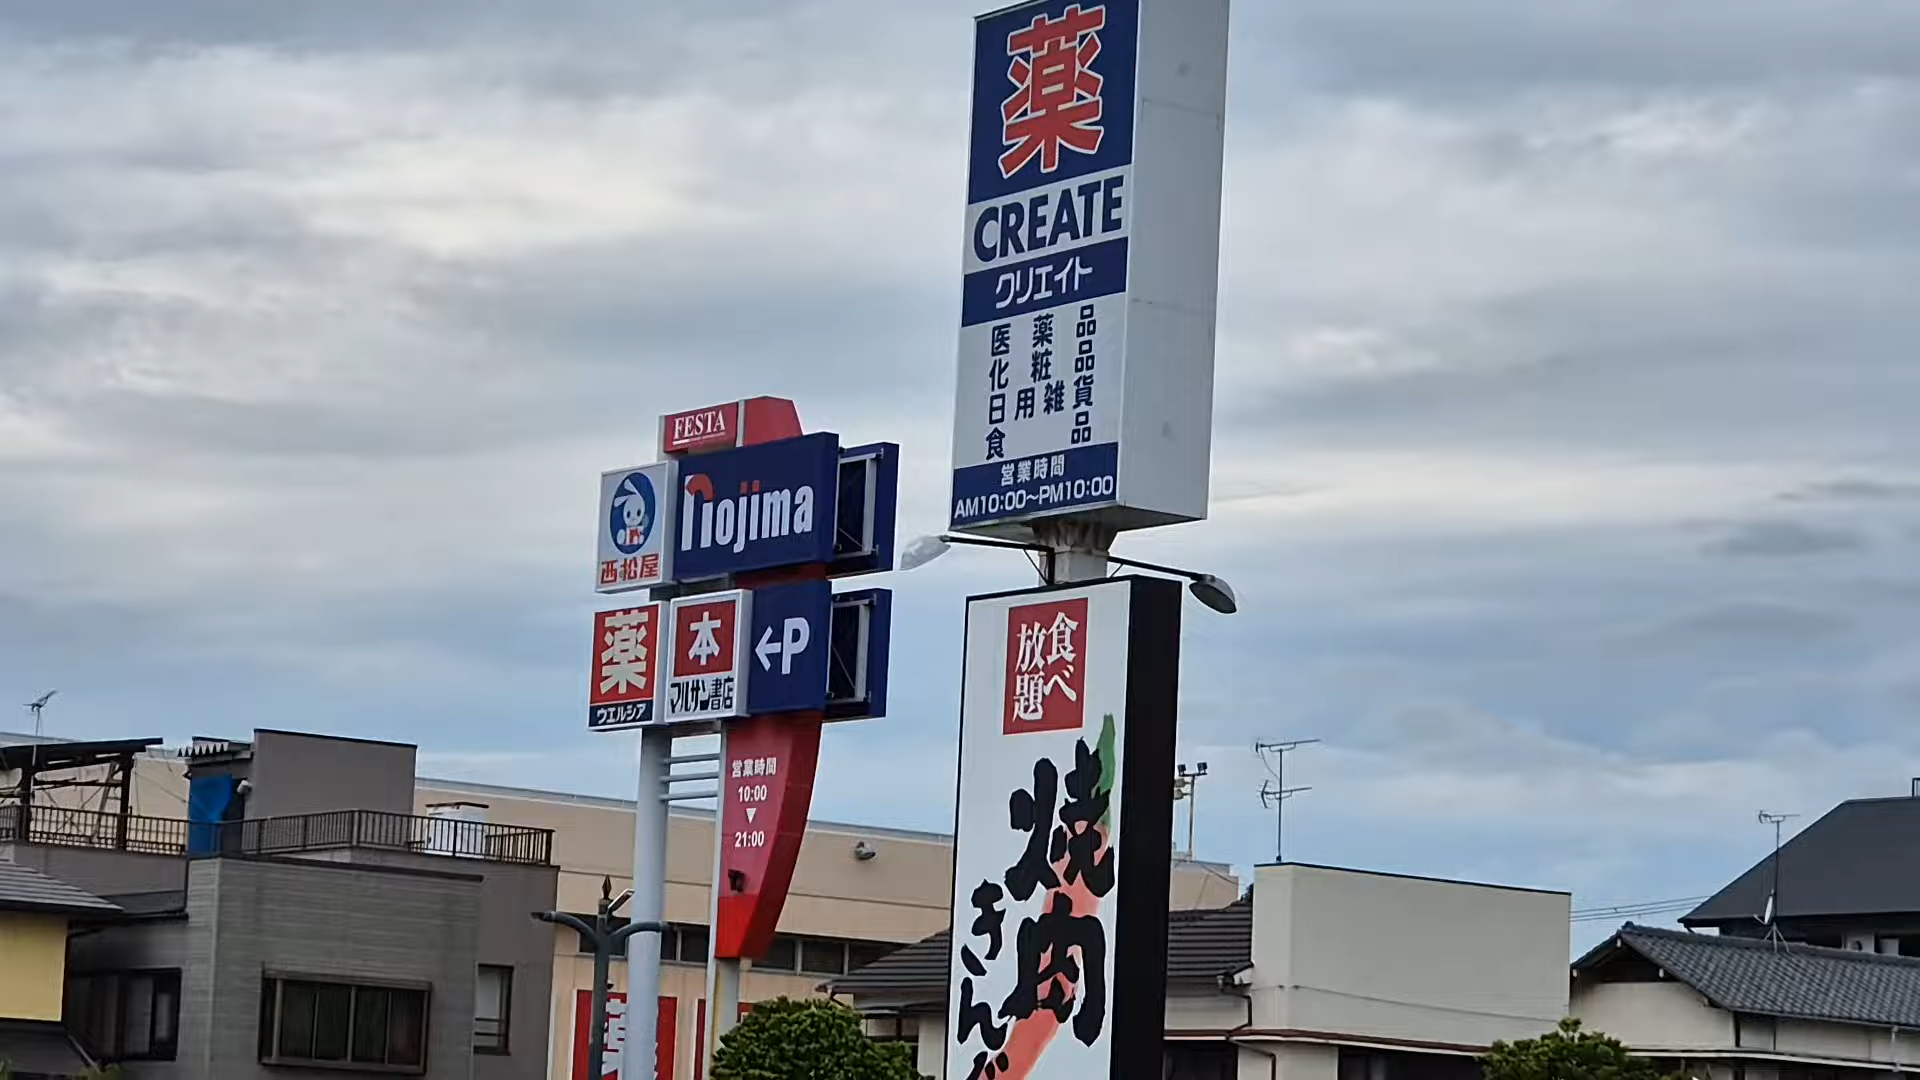 薬
CREATE
クリエイト
医薬品
化粧品
日用雑貨
食品
営業時間
AM10:00~PM10:00
食べ
放題
焼肉
きんぐ
FESTA
nojima
西松屋
薬
ウエルシア
本
マルサン書店
←P
営業時間
10:00
▼
21:00
薬